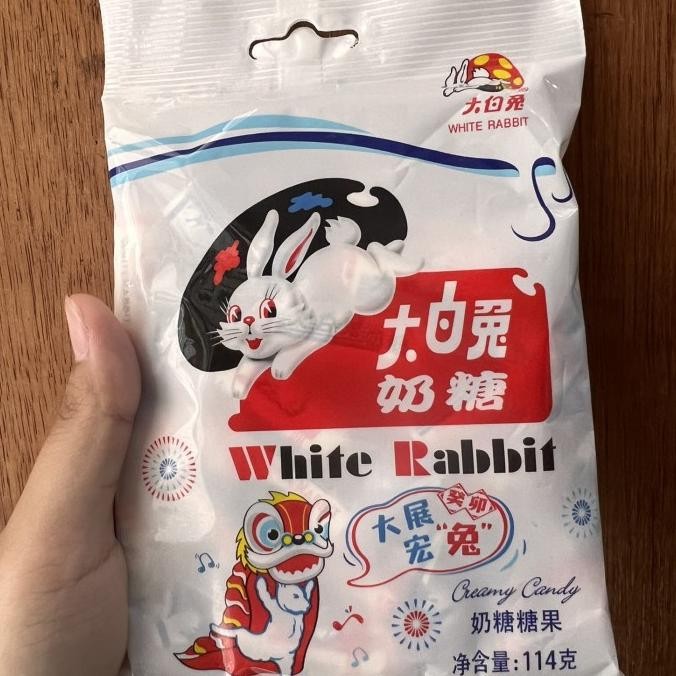 大白兔
WHITE RABBIT
大白兔
奶糖
White Rabbit
癸卯
大展
宏“兔”
Creamy Candy
奶糖糖果
净含量:114克